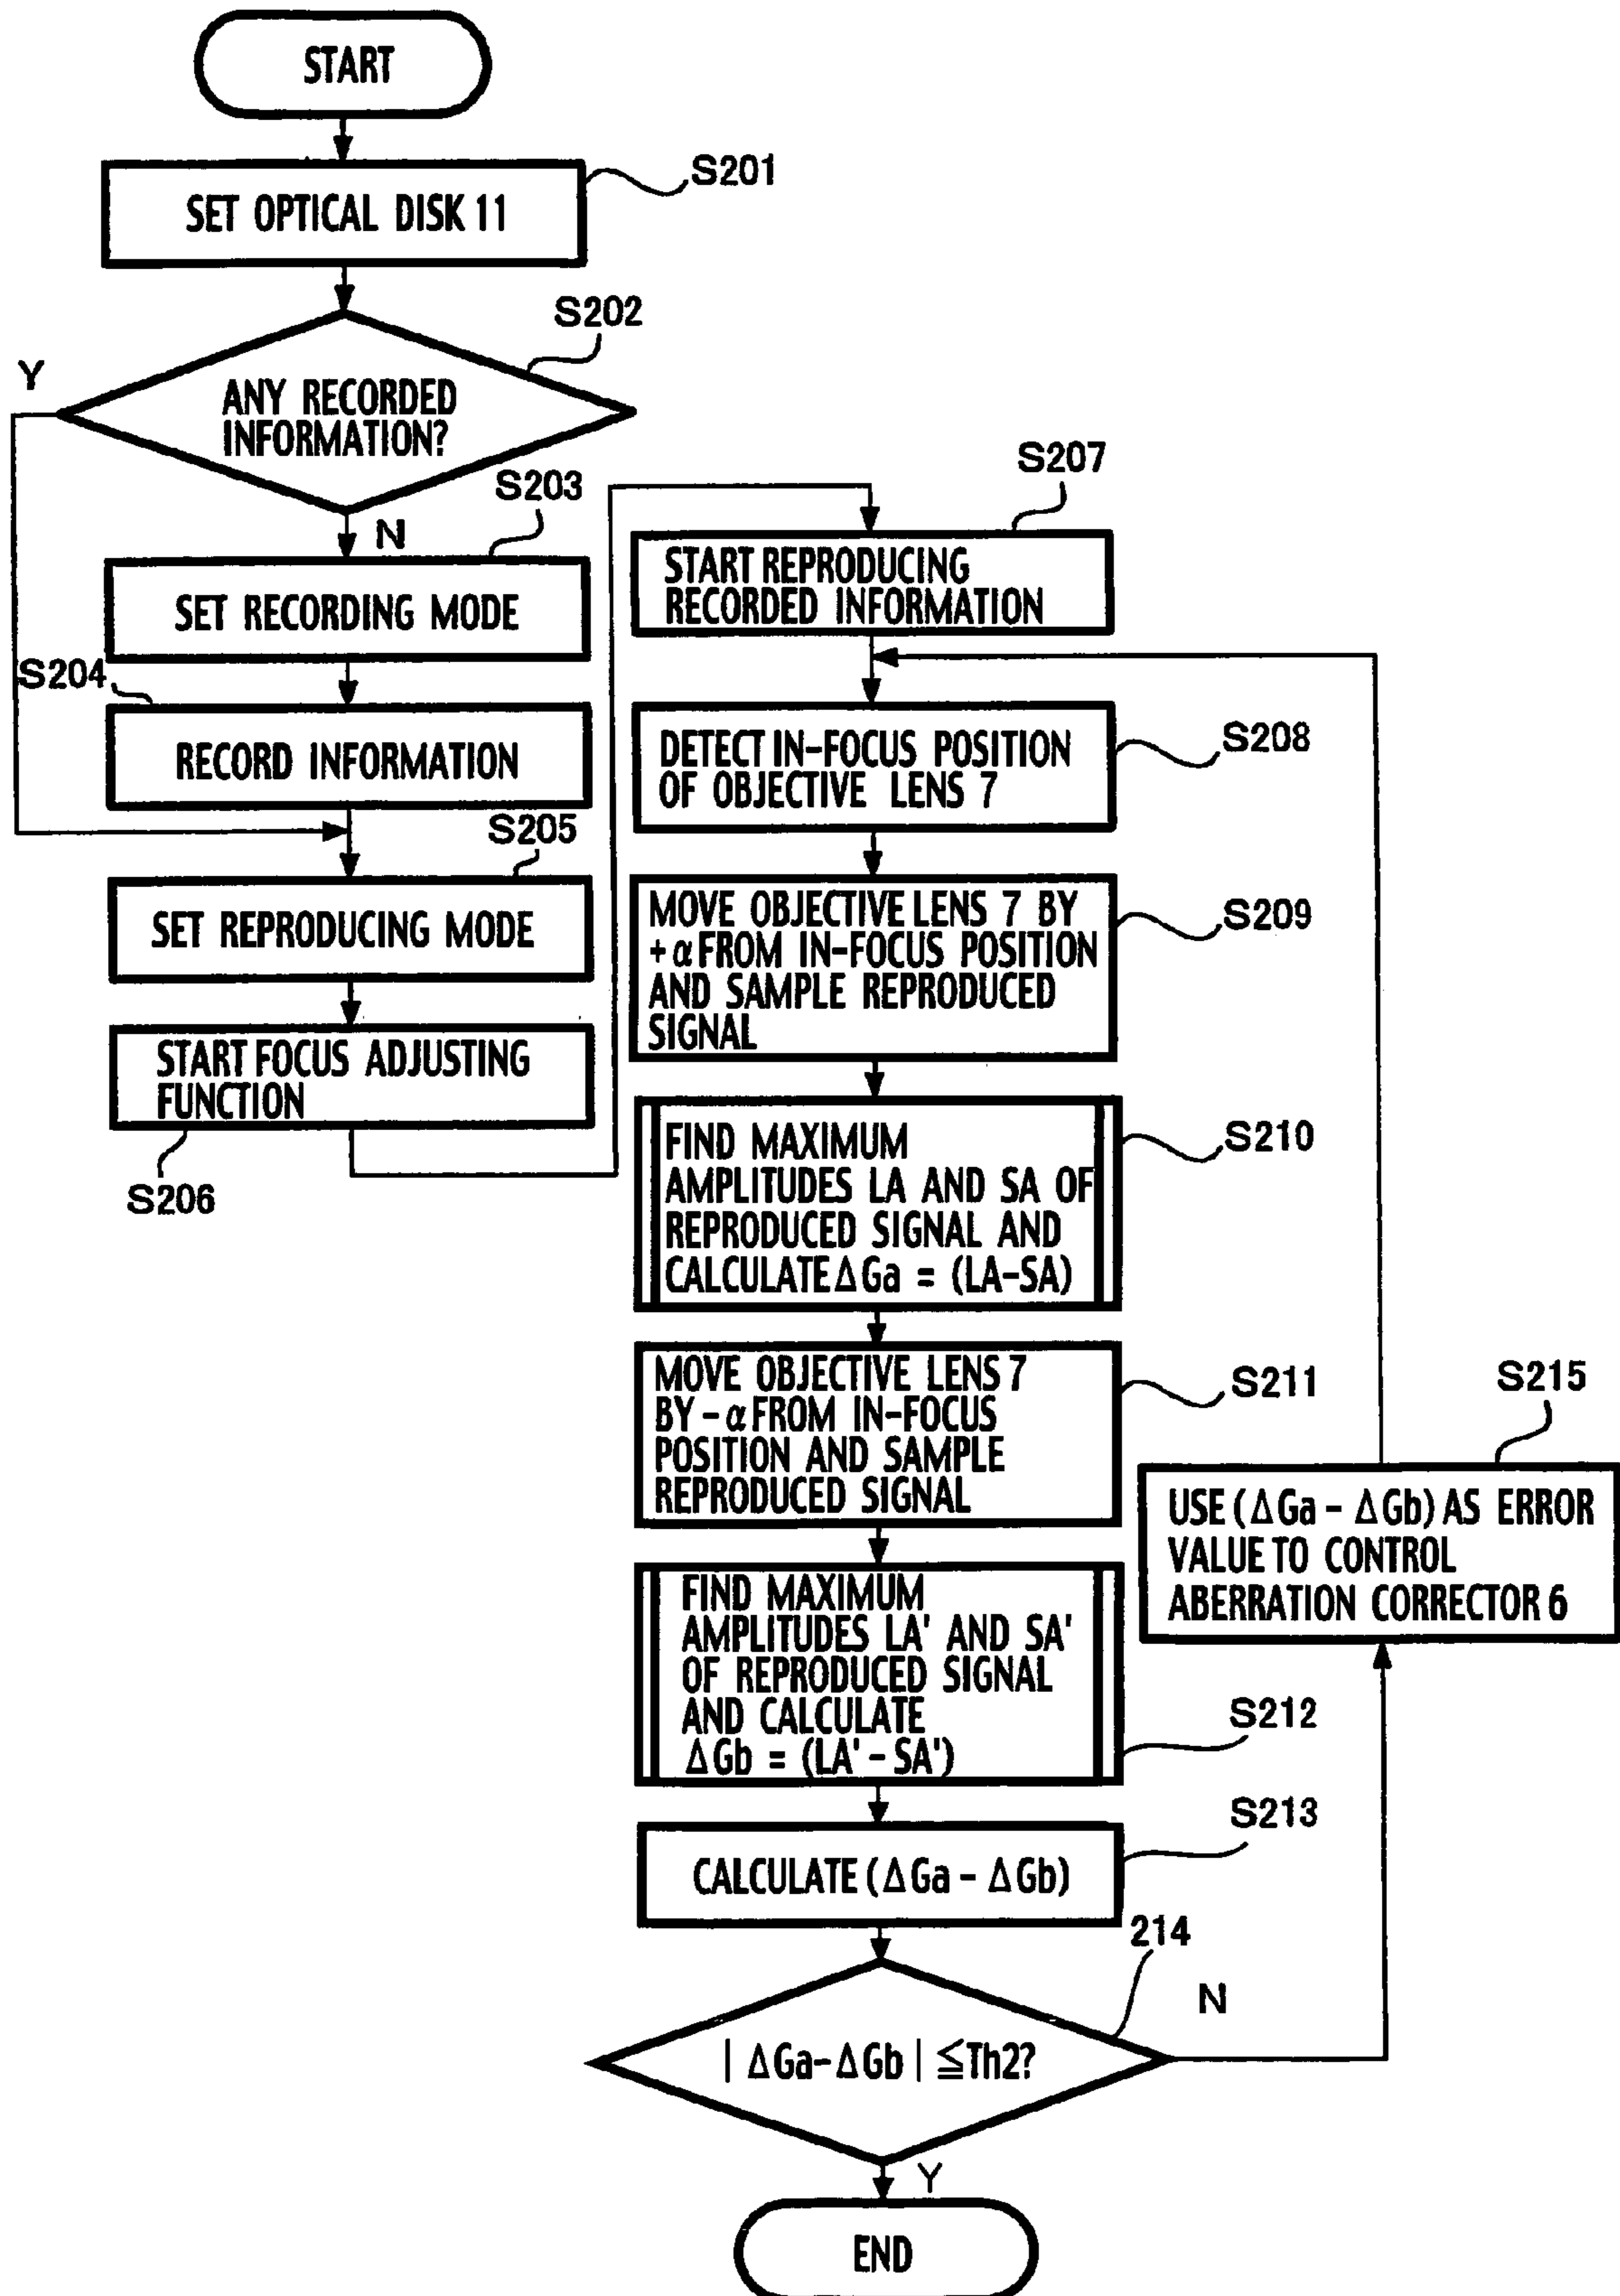 START
SET OPTICAL DISK 11
S201
ANY RECORDED
INFORMATION?
S202
Y
N
SET RECORDING MODE
S203
RECORD INFORMATION
S204
SET REPRODUCING MODE
S205
START FOCUS ADJUSTING
FUNCTION
S206
START REPRODUCING
RECORDED INFORMATION
S207
DETECT IN-FOCUS POSITION
OF OBJECTIVE LENS 7
S208
MOVE OBJECTIVE LENS 7 BY
+α FROM IN-FOCUS POSITION
AND SAMPLE REPRODUCED
SIGNAL
S209
FIND MAXIMUM
AMPLITUDES LA AND SA OF
REPRODUCED SIGNAL AND
CALCULATE ΔGa = (LA-SA)
S210
MOVE OBJECTIVE LENS 7
BY -α FROM IN-FOCUS
POSITION AND SAMPLE
REPRODUCED SIGNAL
S211
FIND MAXIMUM
AMPLITUDES LA' AND SA'
OF REPRODUCED SIGNAL
AND CALCULATE
ΔGb = (LA' - SA')
S212
CALCULATE (ΔGa - ΔGb)
S213
| ΔGa-ΔGb | ≦Th2?
214
N
Y
USE (ΔGa - ΔGb) AS ERROR
VALUE TO CONTROL
ABERRATION CORRECTOR 6
S215
END